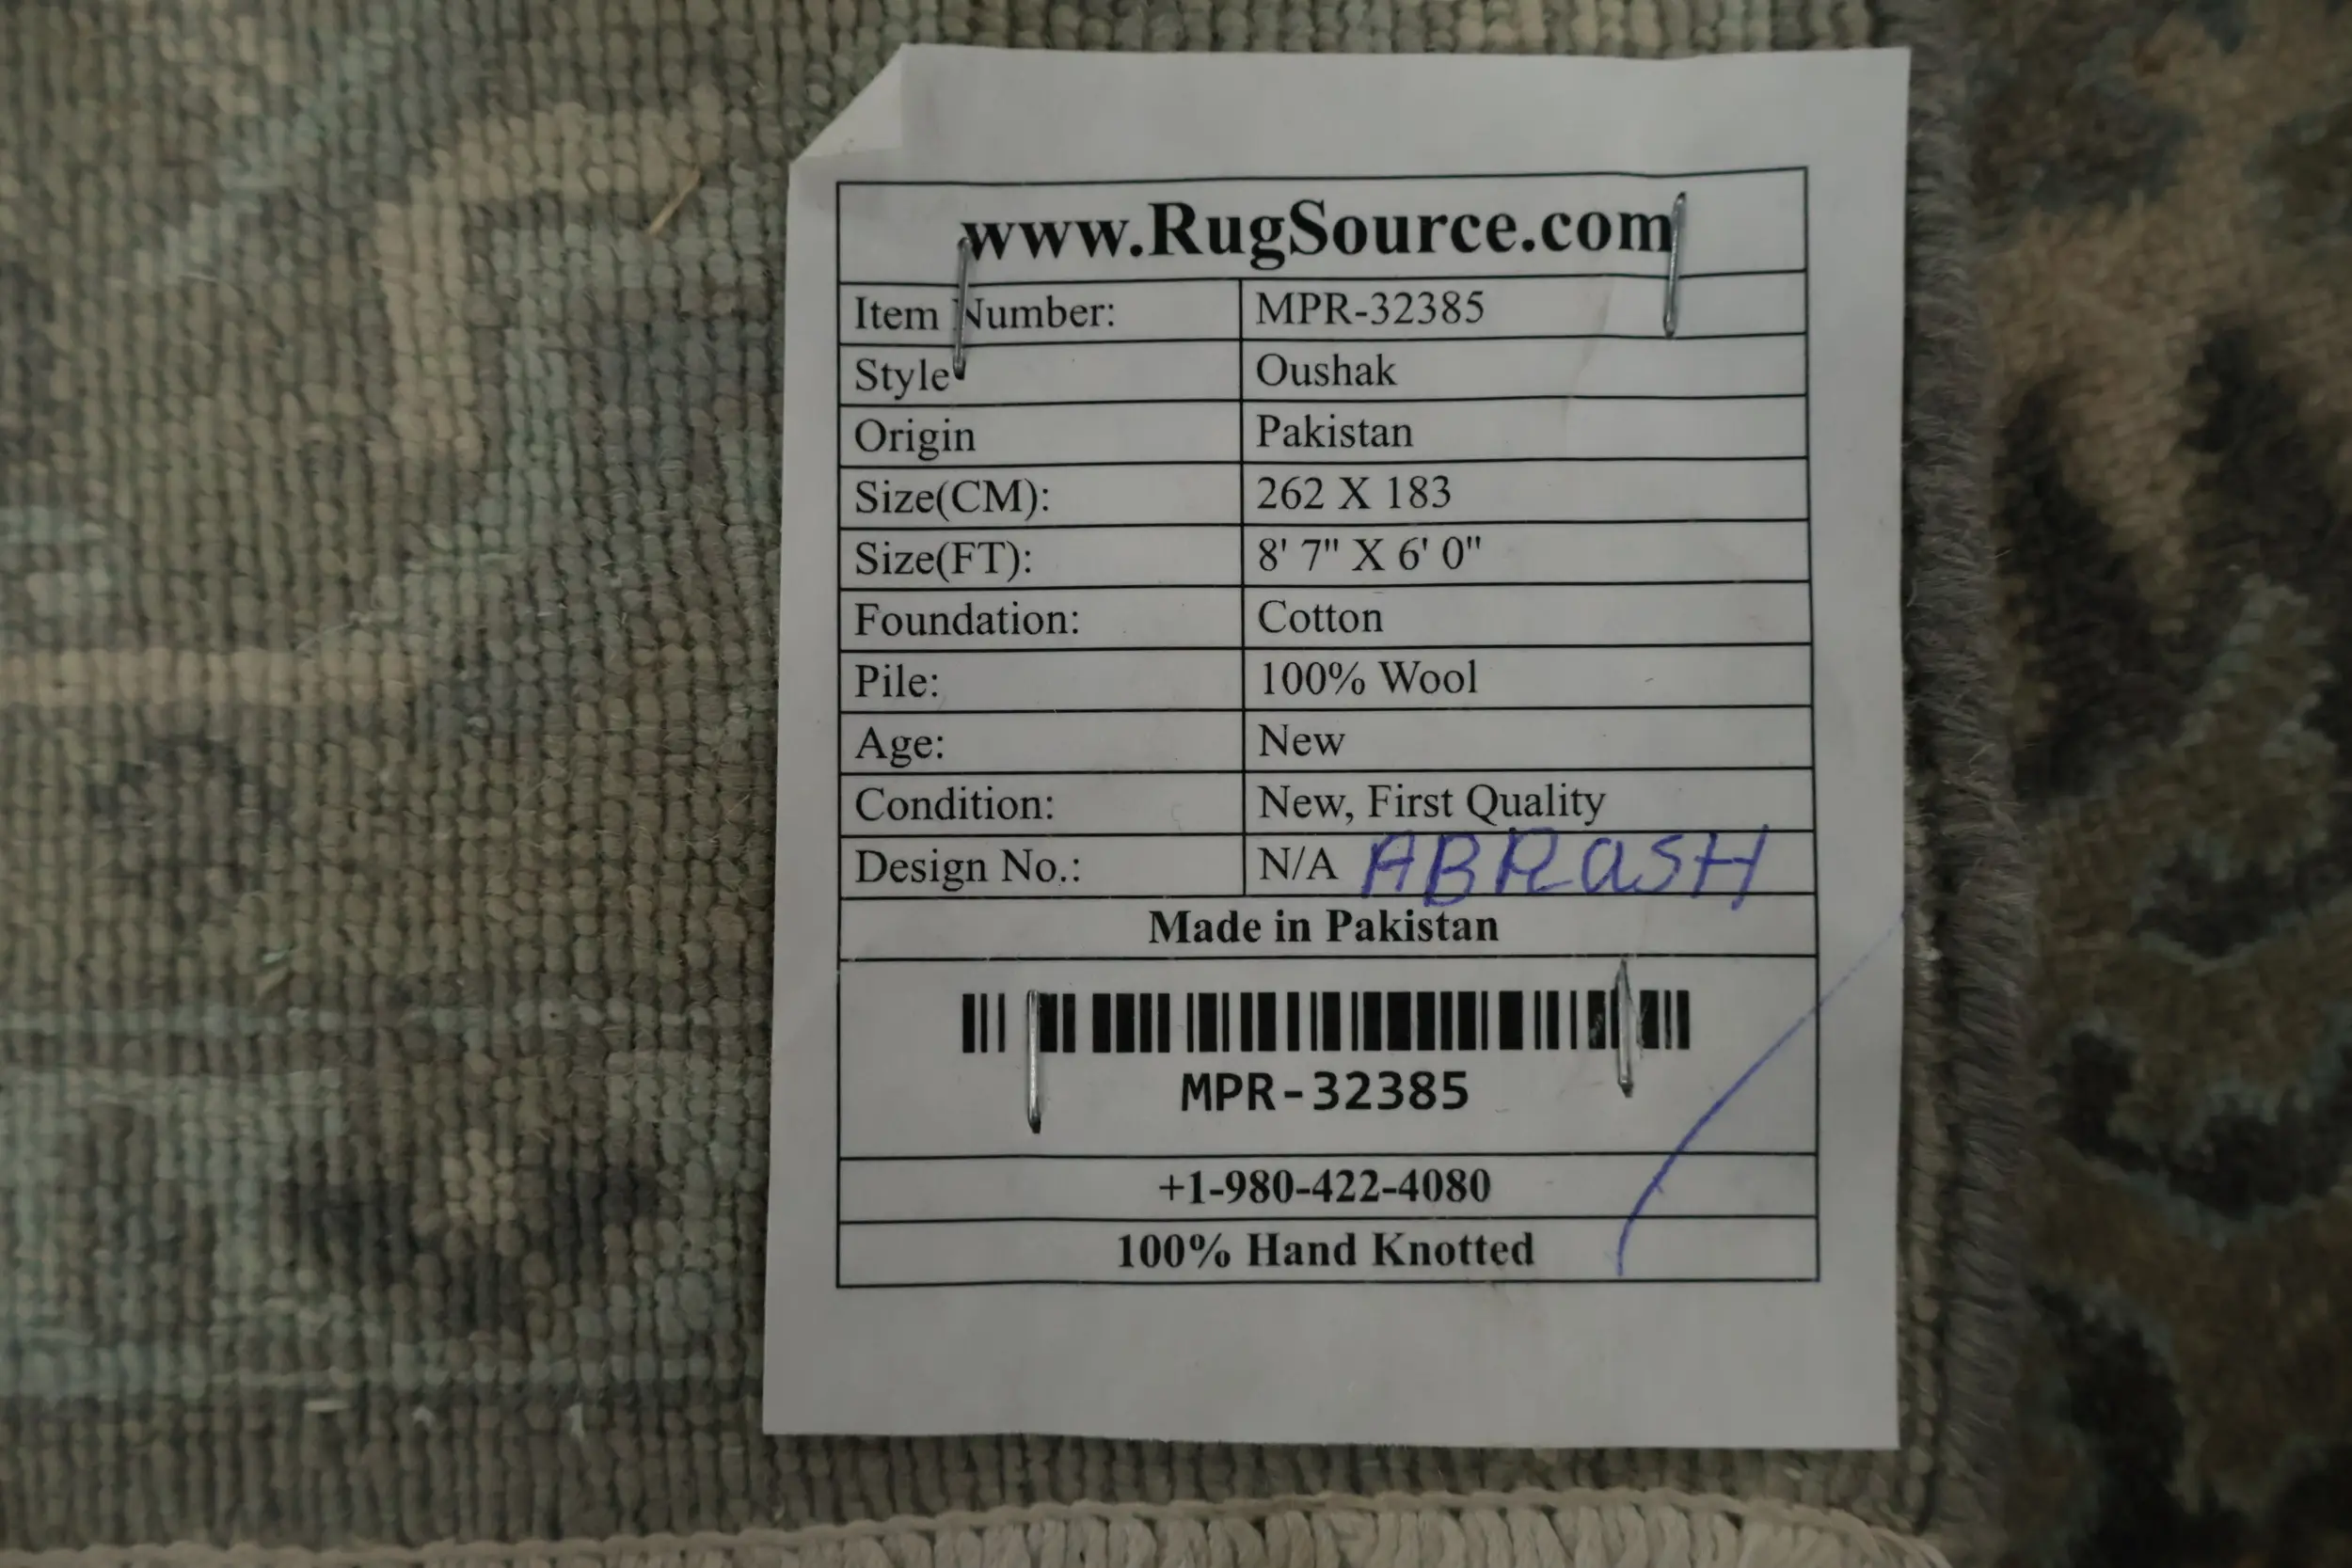 www.RugSource.com
Item Number: MPR-32385
Style Oushak
Origin Pakistan
Size(CM): 262 X 183
Size(FT): 8' 7" X 6' 0"
Foundation: Cotton
Pile: 100% Wool
Age: New
Condition: New, First Quality
Design No.: N/A ABRASH
Made in Pakistan
MPR-32385
+1-980-422-4080
100% Hand Knotted